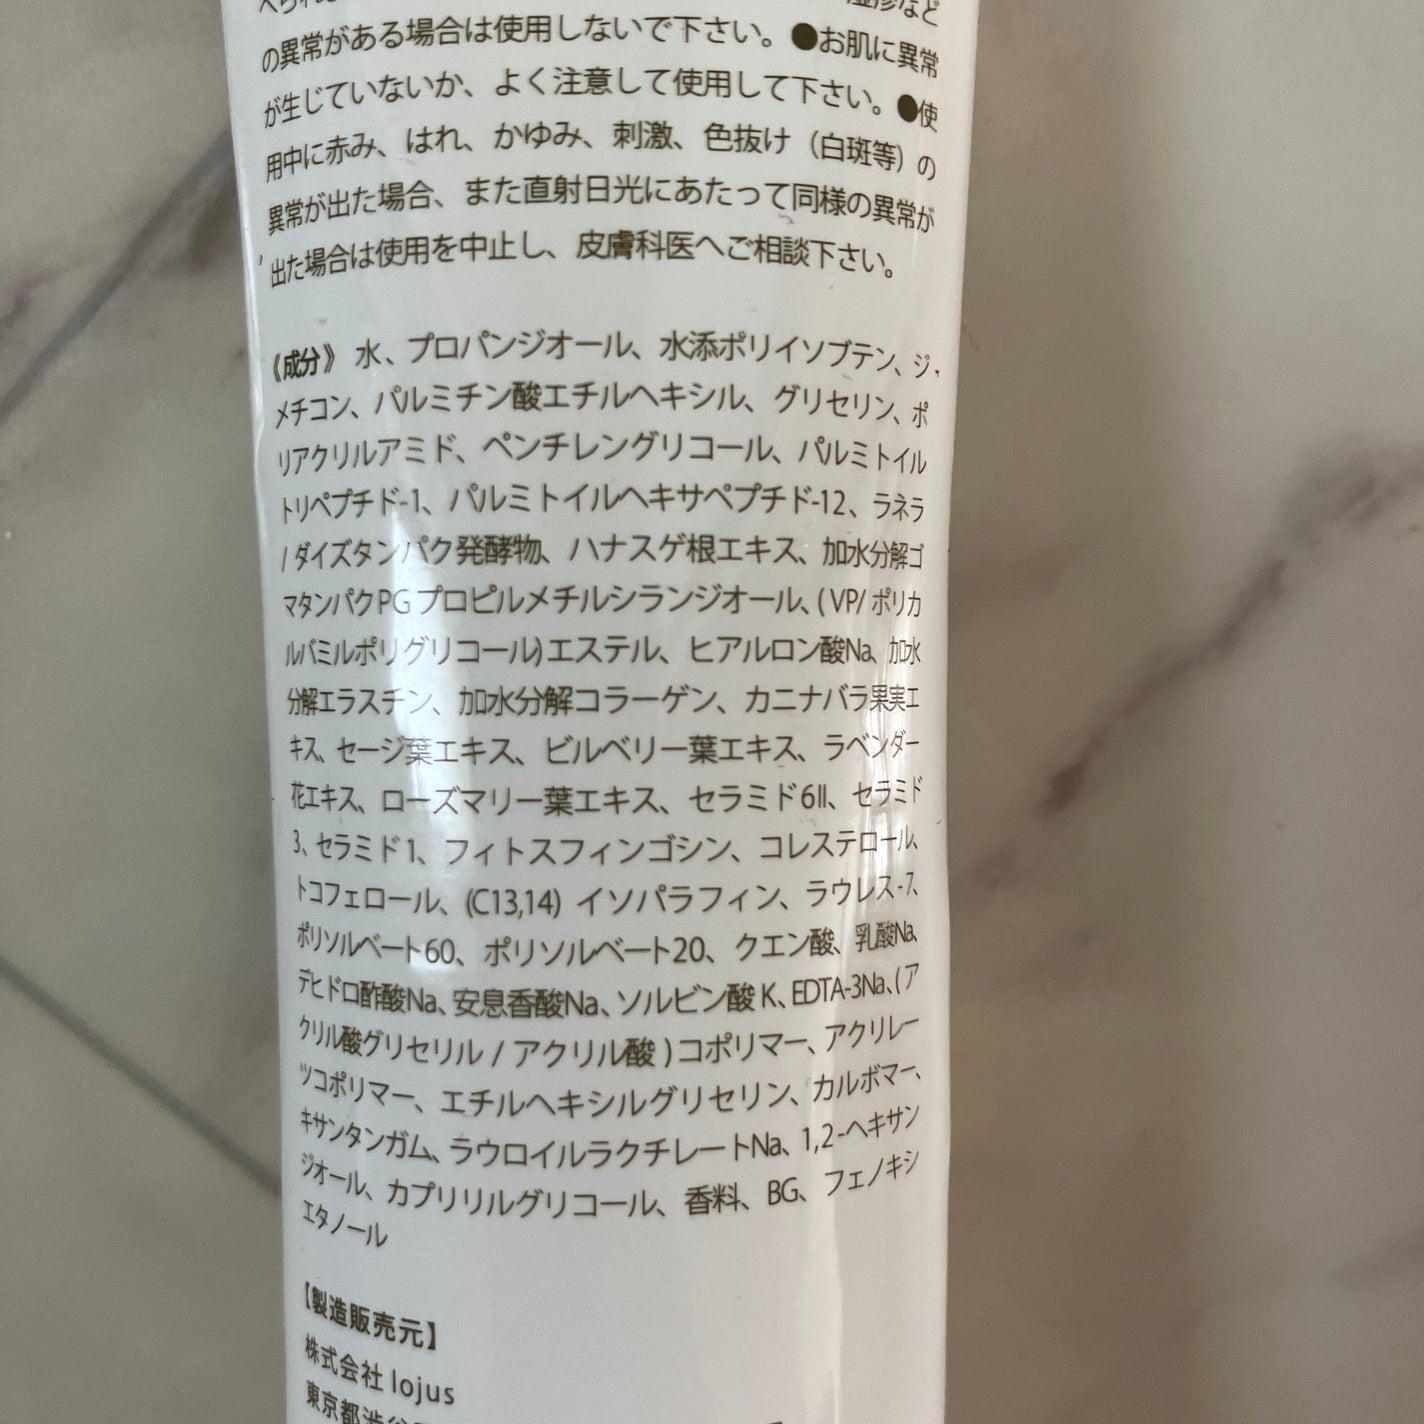 の異常がある場合は使用しないで下さい。●お肌に異常
が生じていないか、よく注意して使用して下さい。●使
用中に赤み、はれ、かゆみ、刺激、色抜け（白斑等）の
異常が出た場合、また直射日光にあたって同様の異常が
出た場合は使用を中止し、皮膚科医へご相談下さい。
《成分》 水、プロパンジオール、水添ポリイソブテン、ジ
メチコン、パルミチン酸エチルヘキシル、グリセリン、ポ
リアクリルアミド、ペンチレングリコール、パルミトイル
トリペプチド-1、パルミトイルヘキサペプチド-12、ラネラ
/ ダイズタンパク発酵物、ハナスゲ根エキス、加水分解ゴ
マタンパクPG プロピルメチルシランジオール、( VP/ ポリカ
ルバミルポリグリコール)エステル、ヒアルロン酸Na、加水
分解エラスチン、加水分解コラーゲン、カニナバラ果実エ
キス、セージ葉エキス、ビルベリー葉エキス、ラベンダー
花エキス、ローズマリー葉エキス、セラミド6II、セラミド
3、セラミド1、フィトスフィンゴシン、コレステロール、
トコフェロール、(C13,14) イソパラフィン、ラウレス-7、
ポリソルベート60、ポリソルベート20、クエン酸、乳酸Na、
デヒドロ酢酸Na、安息香酸Na、ソルビン酸K、EDTA-3Na、( ア
クリル酸グリセリル / アクリル酸 ) コポリマー、アクリレー
ツコポリマー、エチルヘキシルグリセリン、カルボマー、
キサンタンガム、ラウロイルラクチレートNa、1,2-ヘキサン
ジオール、カプリリルグリコール、香料、BG、フェノキシ
エタノール
【製造販売元】
株式会社 lojus
東京都渋谷